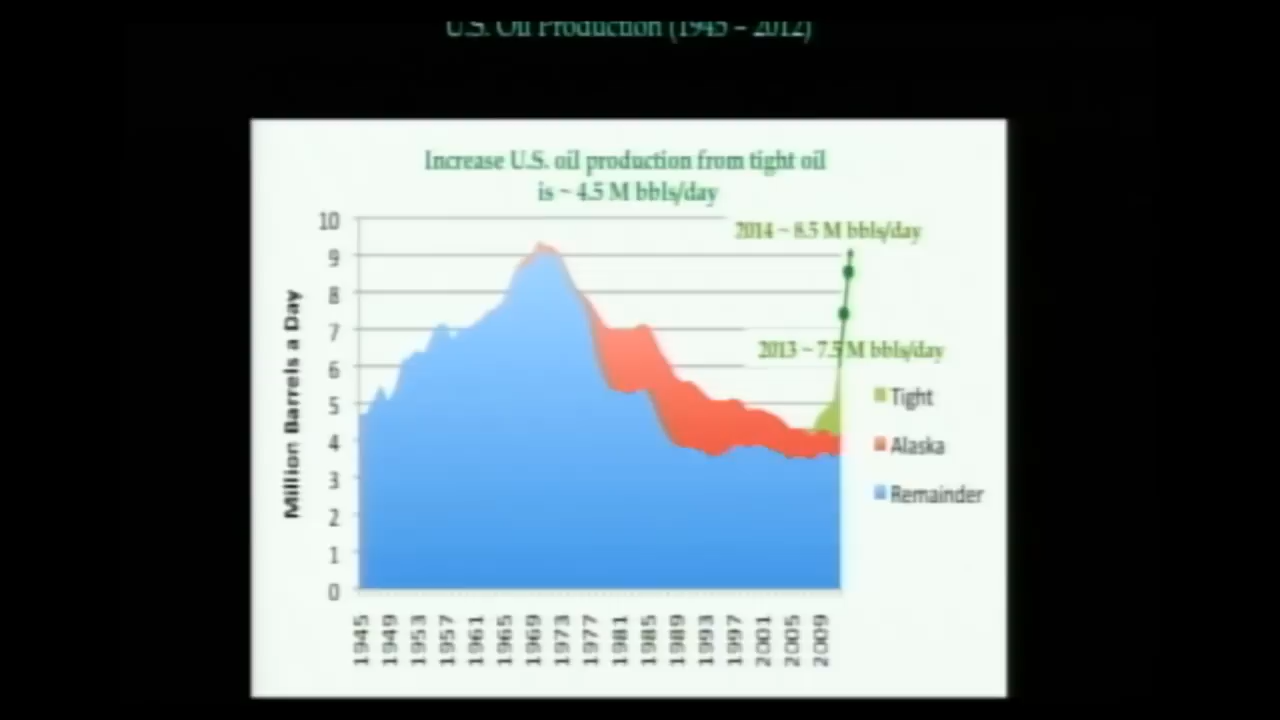 U.S. Oil Production (1945 – 2012)
Increase U.S. oil production from tight oil
is ~ 4.5 M bbls/day
10
2014 ~ 8.5 M bbls/day
9
8
7
2013 ~ 7.5 M bbls/day
6
5
4
3
2
1
0
Million Barrels a Day
Tight
Alaska
Remainder
1945 1949 1953 1957 1961 1965 1969 1973 1977 1981 1985 1989 1993 1997 2001 2005 2009